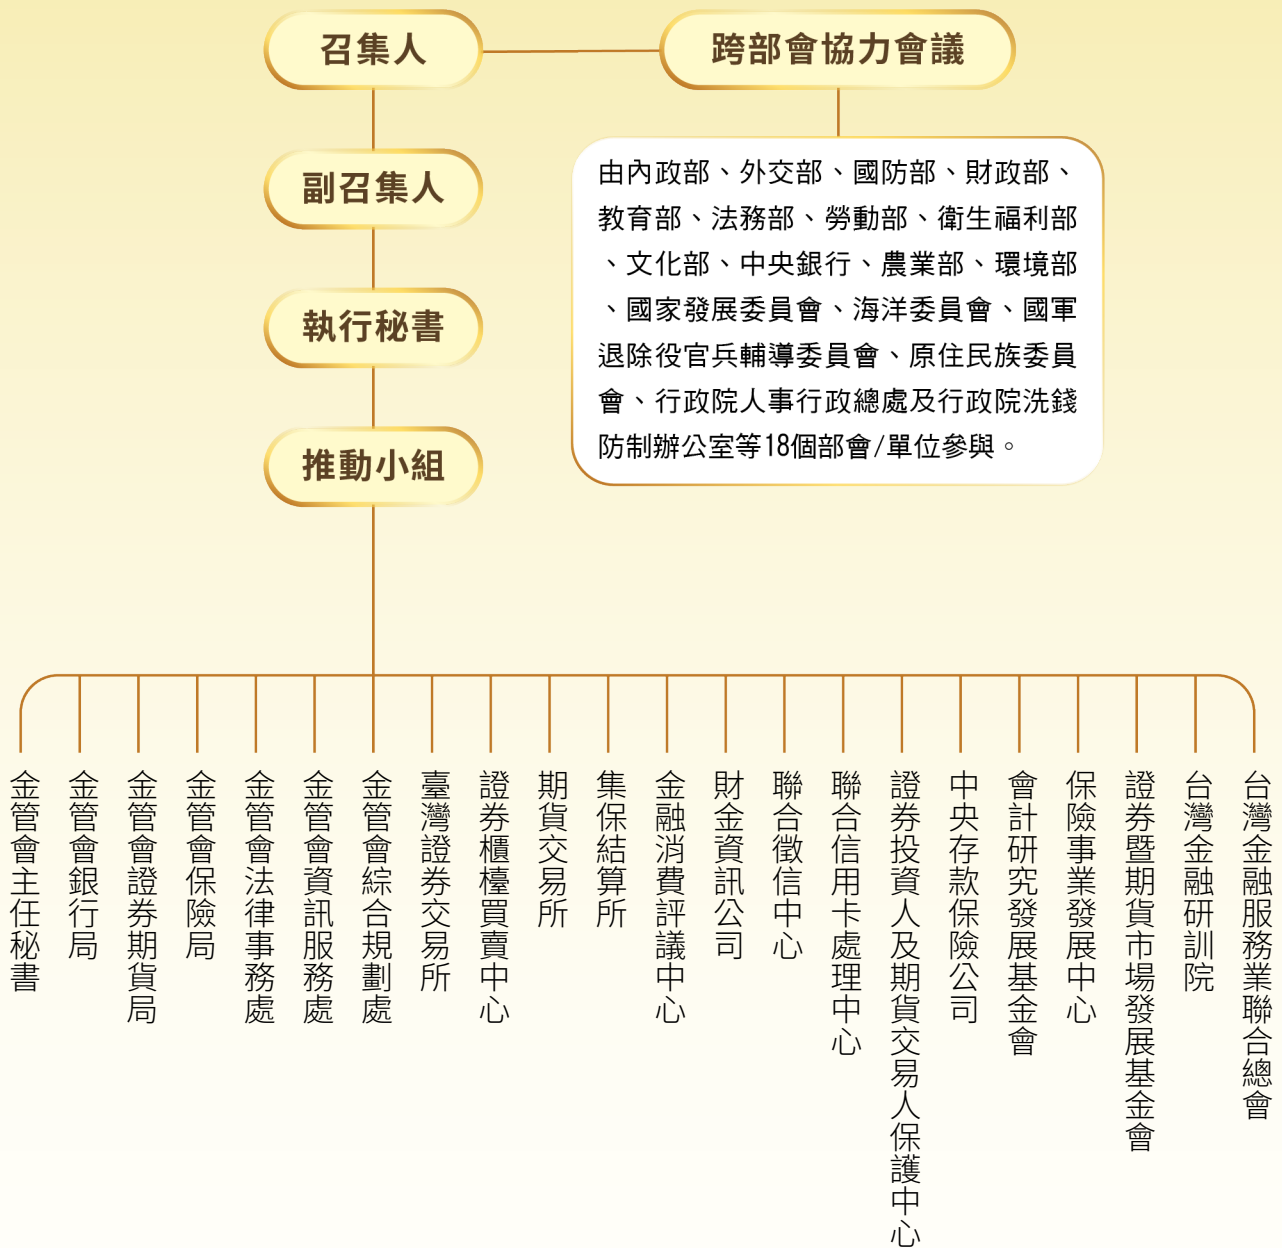 召集人
跨部會協力會議
副召集人
執行秘書
推動小組
由內政部、外交部、國防部、財政部、
教育部、法務部、勞動部、衛生福利部
、文化部、中央銀行、農業部、環境部
、國家發展委員會、海洋委員會、國軍
退除役官兵輔導委員會、原住民族委員
會、行政院人事行政總處及行政院洗錢
防制辦公室等18個部會/單位參與。
金管會主任秘書
金管會銀行局
金管會證券期貨局
金管會保險局
金管會法律事務處
金管會資訊服務處
金管會綜合規劃處
臺灣證券交易所
證券櫃檯買賣中心
期貨交易所
集保結算所
金融消費評議中心
財金資訊公司
聯合徵信中心
聯合信用卡處理中心
證券投資人及期貨交易人保護中心
中央存款保險公司
會計研究發展基金會
保險事業發展中心
證券暨期貨市場發展基金會
台灣金融研訓院
台灣金融服務業聯合總會